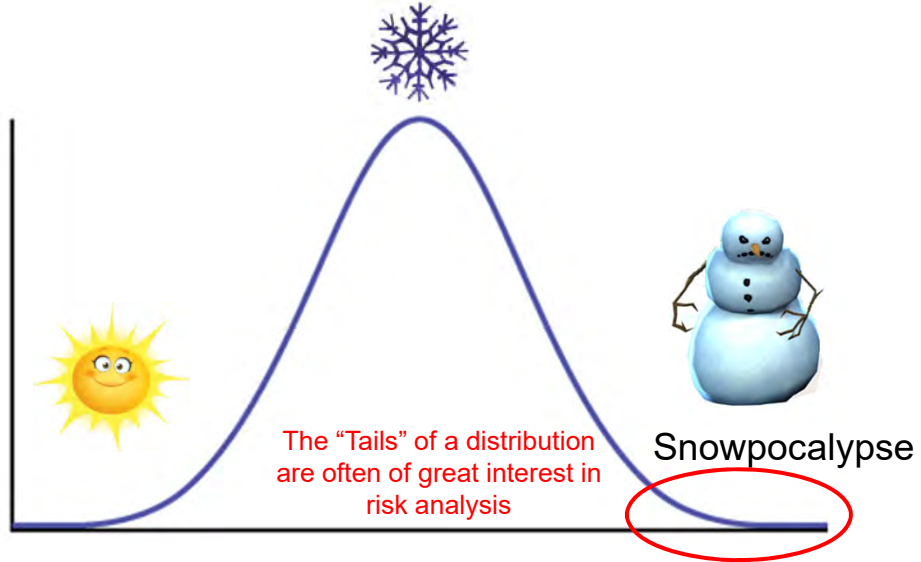 The “Tails” of a distribution
are often of great interest in
risk analysis
Snowpocalypse